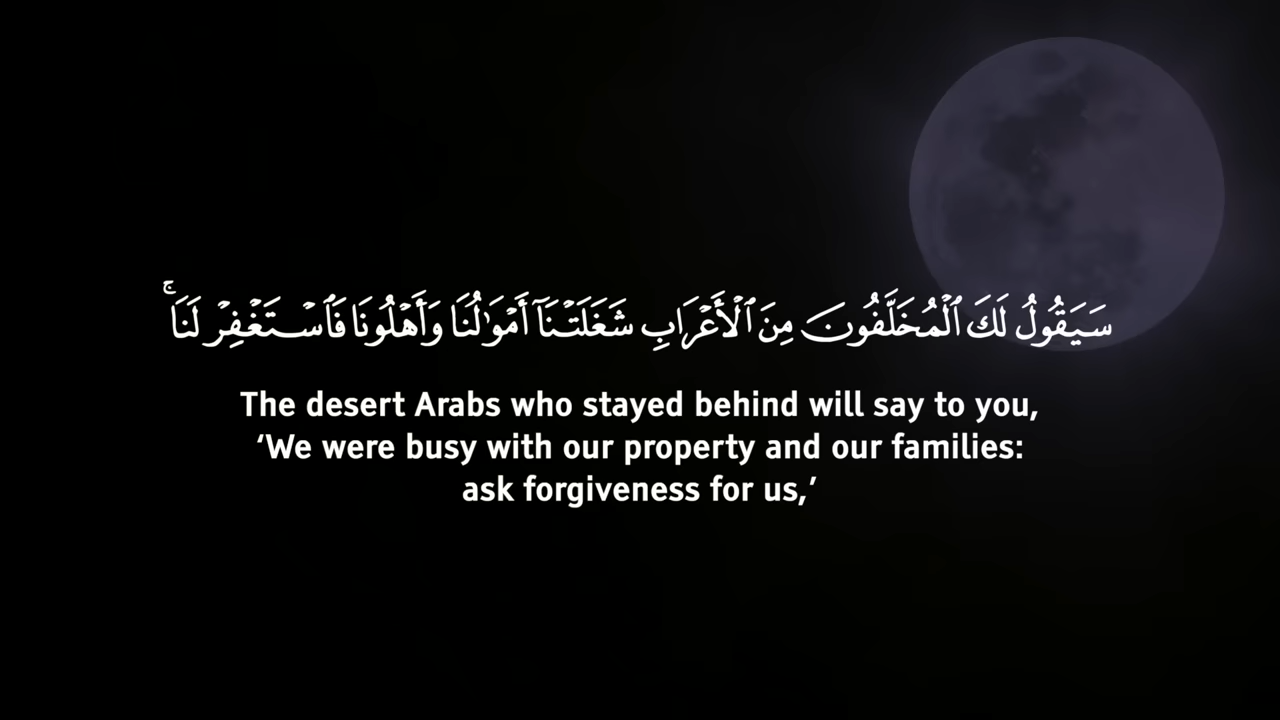 سَيَقُولُ لَكَ ٱلْمُخَلَّفُونَ مِنَ ٱلْأَعْرَابِ شَغَلَتْنَآ أَمْوَٰلُنَا وَأَهْلُونَا فَٱسْتَغْفِرْ لَنَا ۚ
The desert Arabs who stayed behind will say to you,
‘We were busy with our property and our families:
ask forgiveness for us,’